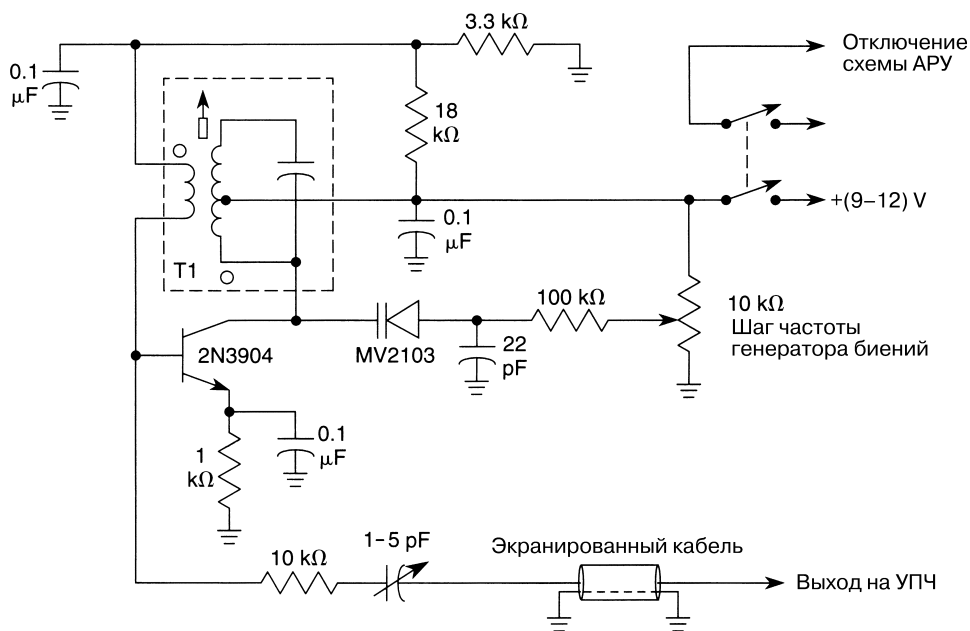 3.3 kΩ
0.1
μF
Отключение
схемы АРУ
18
kΩ
+(9–12) V
0.1
μF
T1
100 kΩ
10 kΩ
Шаг частоты
генератора биений
2N3904
MV2103
22
pF
0.1
μF
1
kΩ
1–5 pF
10 kΩ
Экранированный кабель
Выход на УПЧ